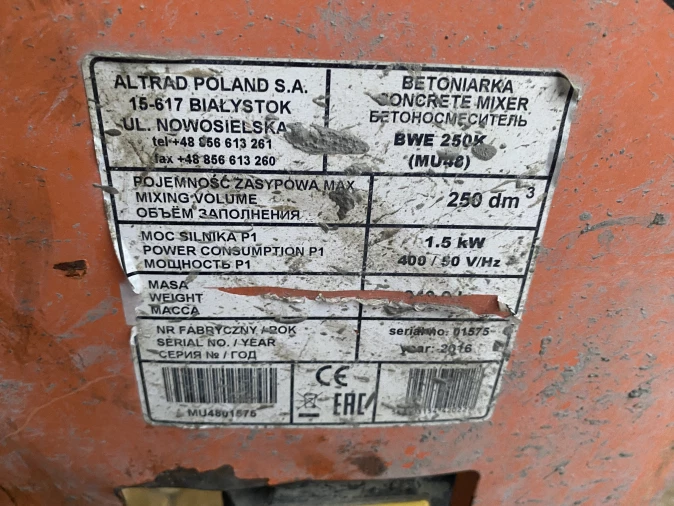 ALTRAD POLAND S.A.
15-617 BIAŁYSTOK
UL. NOWOSIELSKA
tel +48 856 613 261
fax +48 856 613 260
BETONIARKA
CONCRETE MIXER
БЕТОНОСМЕСИТЕЛЬ
BWE 250K
(MU48)
POJEMNOŚĆ ZASYPOWA MAX
MIXING VOLUME
ОБЪЁМ ЗАПОЛНЕНИЯ
250 dm³
MOC SILNIKA P1
POWER CONSUMPTION P1
МОЩНОСТЬ P1
1.5 kW
400 / 50 V/Hz
MASA
WEIGHT
МАССА
NR FABRYCZNY / ROK
SERIAL NO. / YEAR
СЕРИЯ № / ГОД
serial no. 01575
year: 2016
MU4801575
CE
EAC